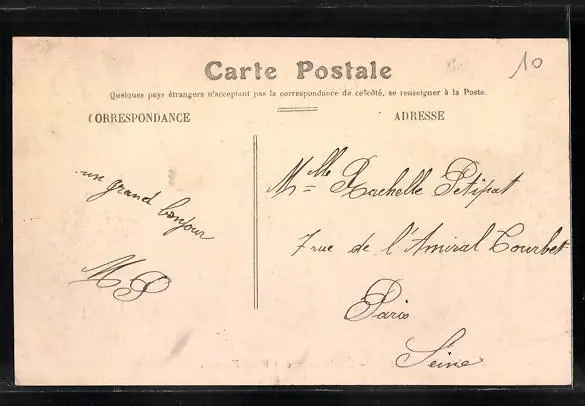 Carte Postale
Quelques pays étrangers n'acceptant pas la correspondance de ce côté, se renseigner à la Poste.
CORRESPONDANCE
ADRESSE
10
un grand bonjour
MP
Mlle Rachelle Petipat
7 rue de l'Amiral Courbet
Paris
Seine